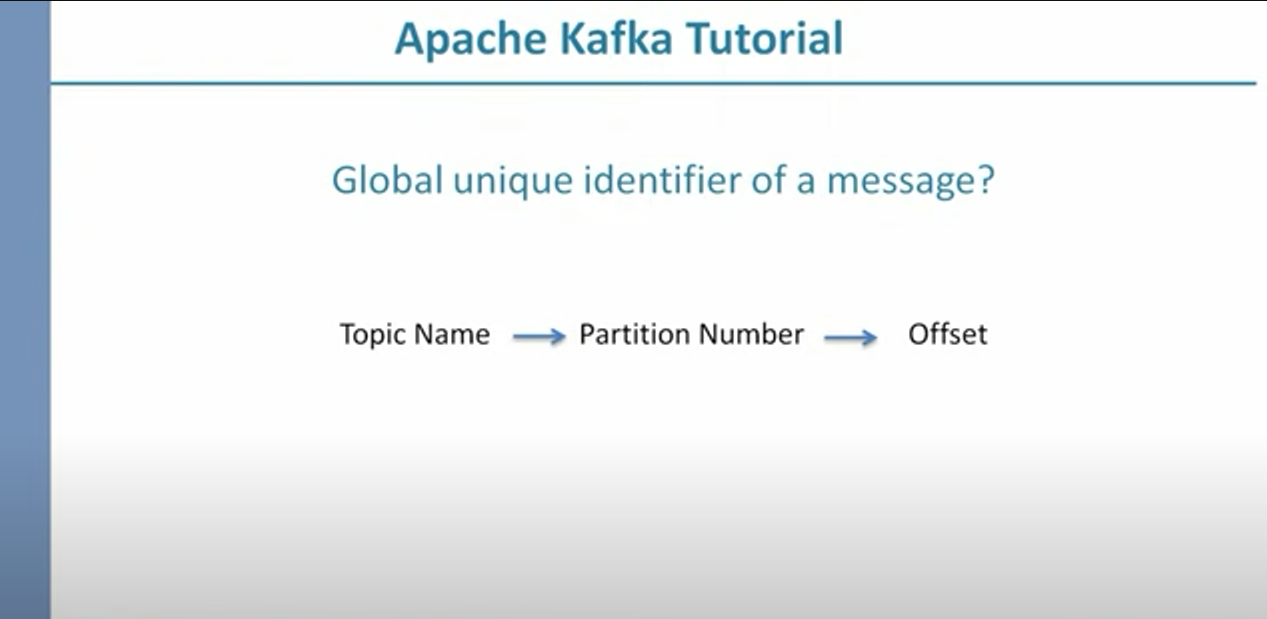 Apache Kafka Tutorial
Global unique identifier of a message?
Topic Name → Partition Number → Offset